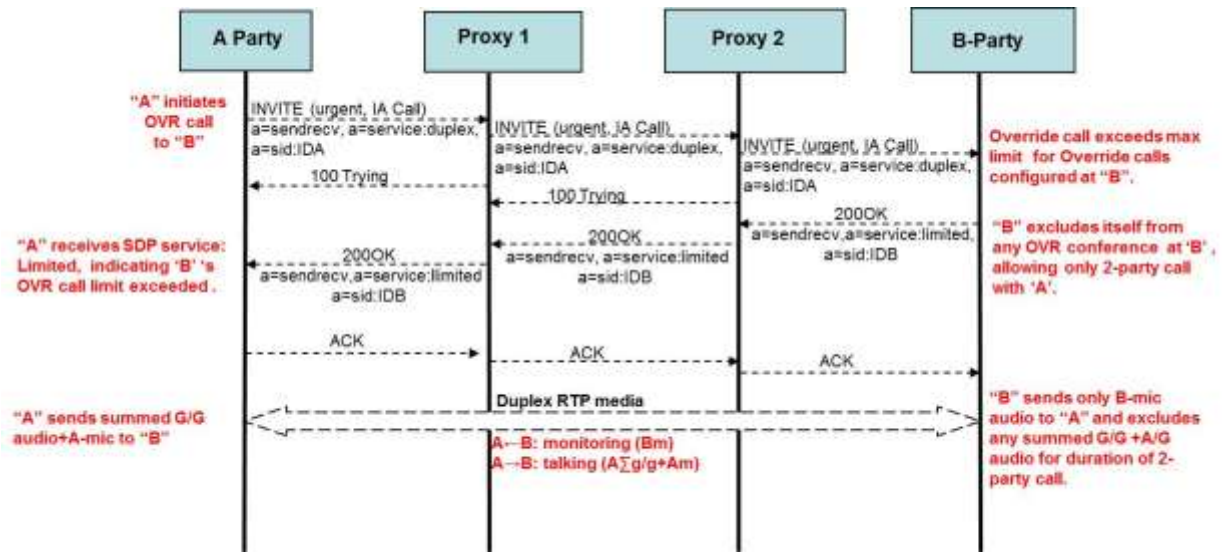 A Party
Proxy 1
Proxy 2
B-Party
"A" initiates
OVR call
to "B"
INVITE (urgent, IA Call)
a=sendrecv, a=service:duplex,
a=sid:IDA
INVITE (urgent, IA Call)
a=sendrecv, a=service:duplex,
a=sid:IDA
INVITE (urgent, IA Call)
a=sendrecv, a=service:duplex,
a=sid:IDA
Override call exceeds max
limit for Override calls
configured at "B".
100 Trying
100 Trying
200OK
a=sendrecv,a=service:limited,
a=sid:IDB
200OK
a=sendrecv, a=service:limited
a=sid:IDB
200OK
a=sendrecv,a=service:limited
a=sid:IDB
"B" excludes itself from
any OVR conference at 'B' ,
allowing only 2-party call
with 'A'.
"A" receives SDP service:
Limited, indicating 'B' 's
OVR call limit exceeded .
ACK
ACK
ACK
Duplex RTP media
"A" sends summed G/G
audio+A-mic to "B"
A←B: monitoring (Bm)
A→B: talking (A∑g/g+Am)
"B" sends only B-mic
audio to "A" and excludes
any summed G/G +A/G
audio for duration of 2-
party call.